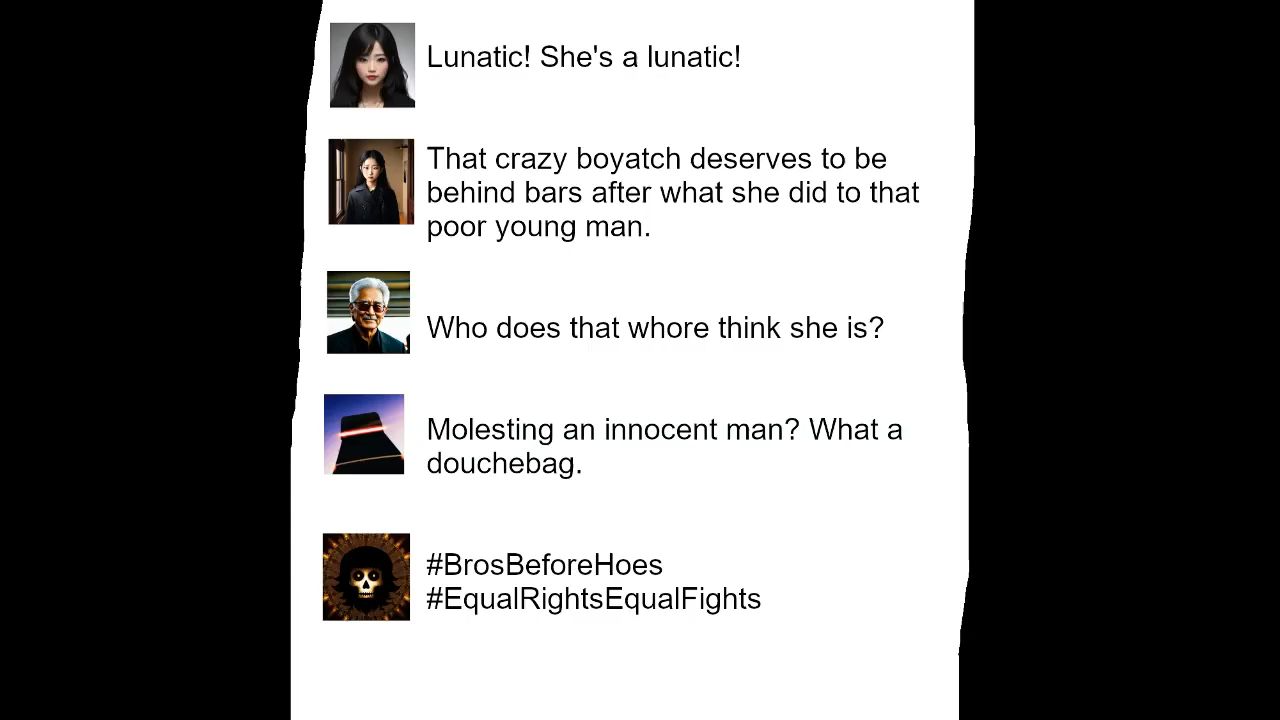 Lunatic! She's a lunatic!
That crazy boyatch deserves to be
behind bars after what she did to that
poor young man.
Who does that whore think she is?
Molesting an innocent man? What a
douchebag.
#BrosBeforeHoes
#EqualRightsEqualFights